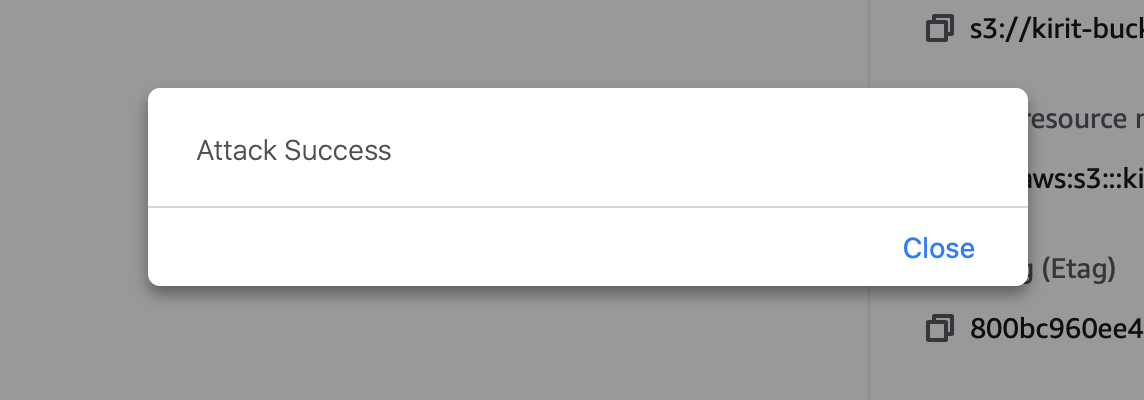 s3://kirit-buck
resource
Attack Success
aws:s3:::ki
Close
(Etag)
800bc960ee4